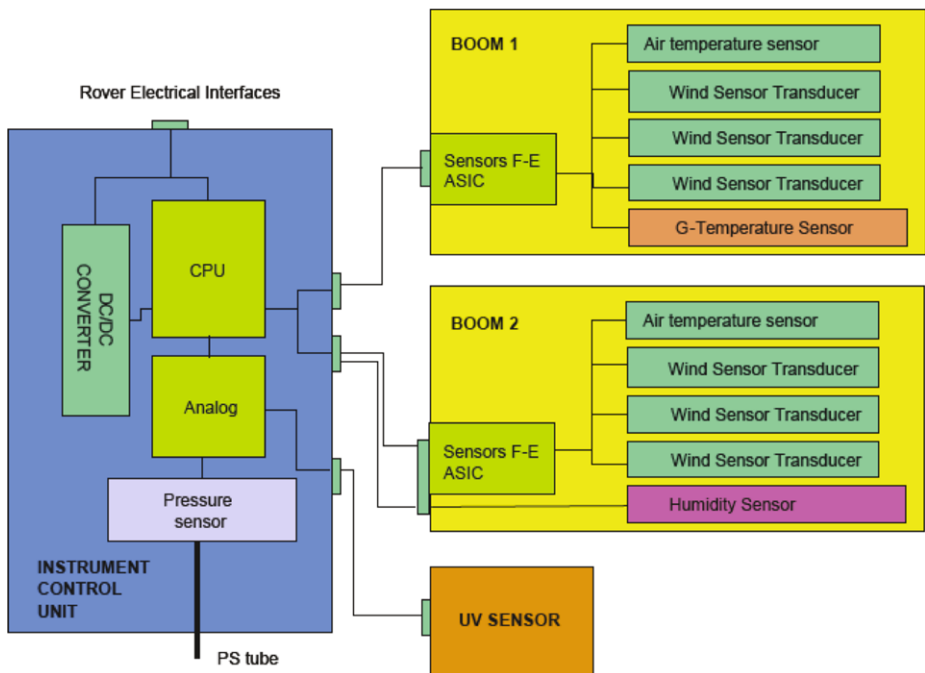 Rover Electrical Interfaces
DC/DC
CONVERTER
CPU
Analog
Pressure
sensor
INSTRUMENT
CONTROL
UNIT
PS tube
BOOM 1
Sensors F-E
ASIC
Air temperature sensor
Wind Sensor Transducer
Wind Sensor Transducer
Wind Sensor Transducer
G-Temperature Sensor
BOOM 2
Sensors F-E
ASIC
Air temperature sensor
Wind Sensor Transducer
Wind Sensor Transducer
Wind Sensor Transducer
Humidity Sensor
UV SENSOR